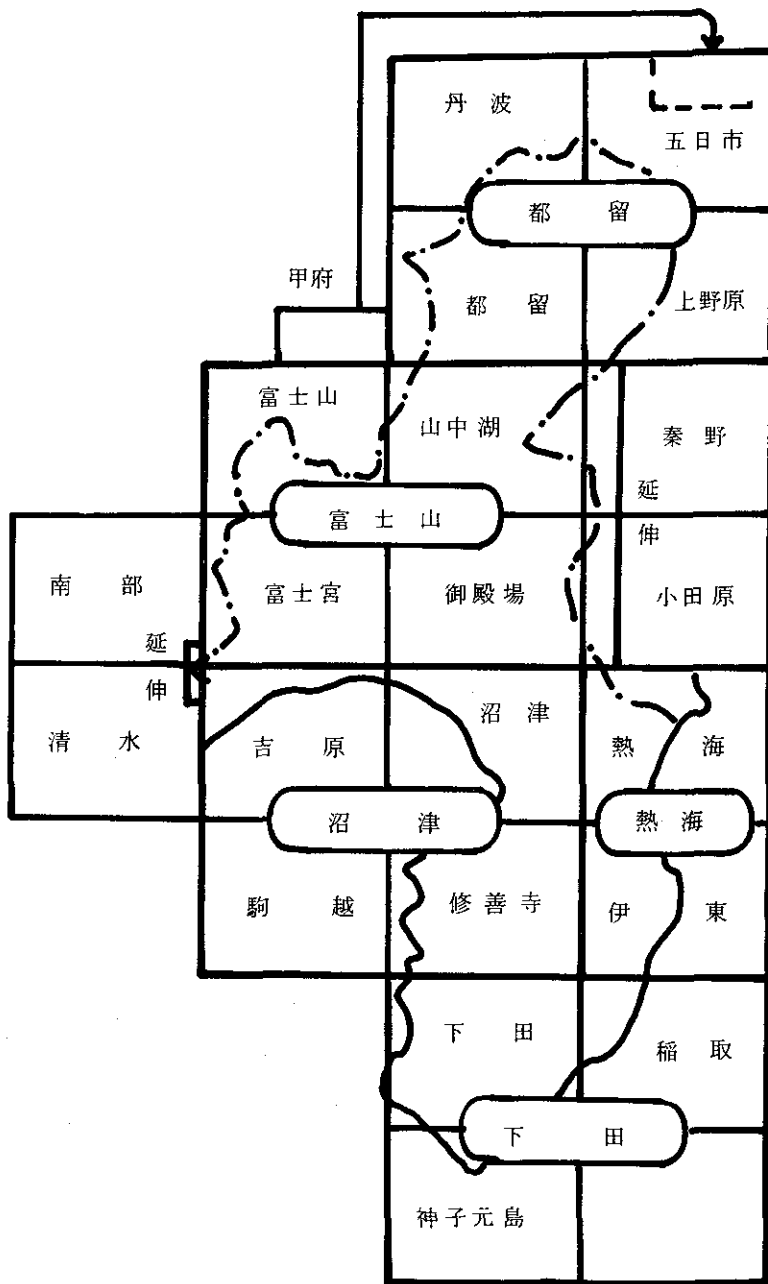 丹波
五日市
都留
甲府
都留
上野原
富士山
山中湖
秦野
延伸
富士山
南部
富士宮
御殿場
小田原
延伸
清水
吉原
沼津
熱海
沼津
熱海
駒越
修善寺
伊東
下田
稲取
下田
神子元島